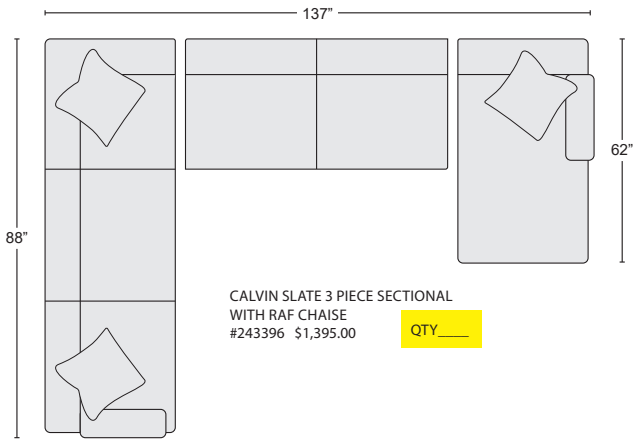 137”
88”
62”
CALVIN SLATE 3 PIECE SECTIONAL
WITH RAF CHAISE
#243396 $1,395.00
QTY____